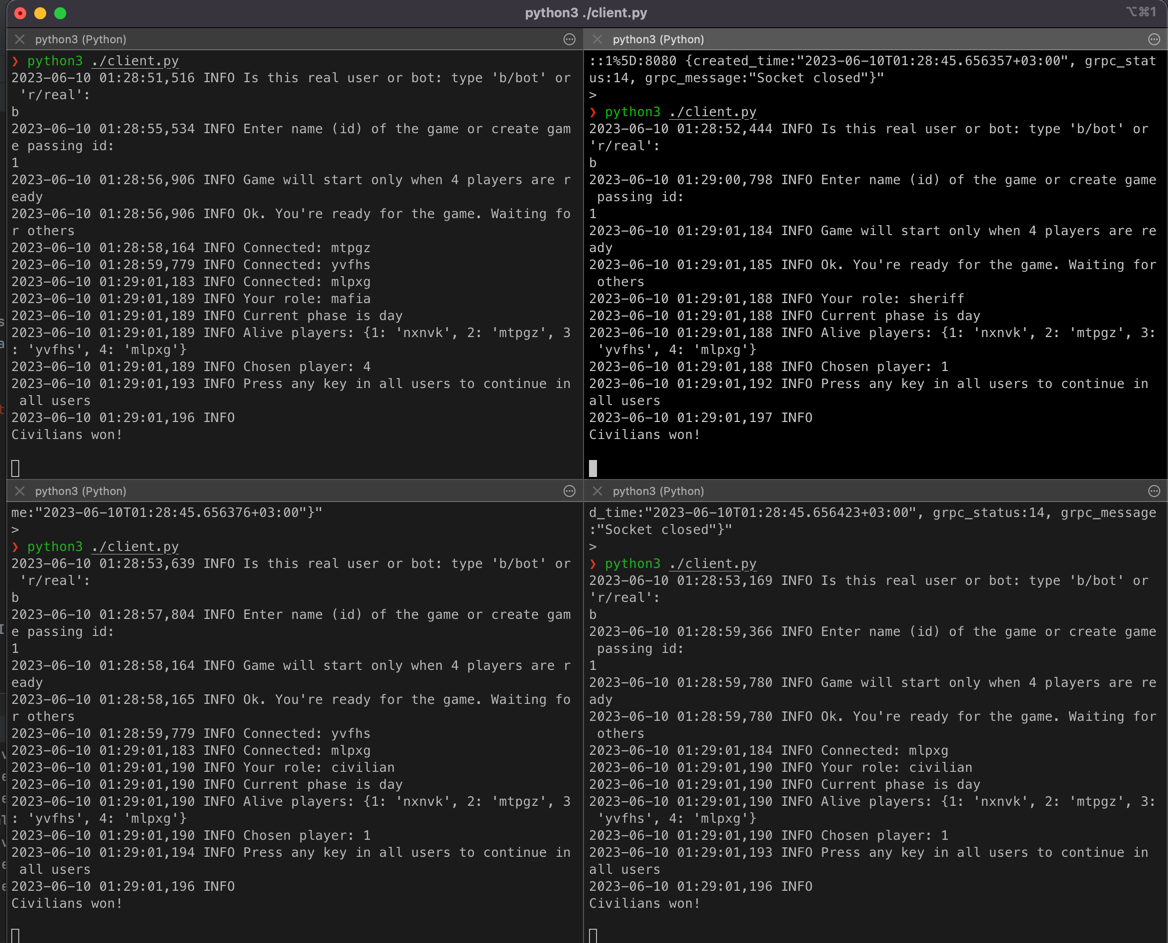 python3 ./client.py
⌥⌘1
python3 (Python)
❯ python3 ./client.py
2023-06-10 01:28:51,516 INFO Is this real user or bot: type 'b/bot' or
'r/real':
b
2023-06-10 01:28:55,534 INFO Enter name (id) of the game or create gam
e passing id:
1
2023-06-10 01:28:56,906 INFO Game will start only when 4 players are r
eady
2023-06-10 01:28:56,906 INFO Ok. You're ready for the game. Waiting fo
r others
2023-06-10 01:28:58,164 INFO Connected: mtpgz
2023-06-10 01:28:59,779 INFO Connected: yvfhs
2023-06-10 01:29:01,183 INFO Connected: mlpxg
2023-06-10 01:29:01,189 INFO Your role: mafia
2023-06-10 01:29:01,189 INFO Current phase is day
2023-06-10 01:29:01,189 INFO Alive players: {1: 'nxnvk', 2: 'mtpgz', 3
: 'yvfhs', 4: 'mlpxg'}
2023-06-10 01:29:01,189 INFO Chosen player: 4
2023-06-10 01:29:01,193 INFO Press any key in all users to continue in
all users
2023-06-10 01:29:01,196 INFO
Civilians won!
python3 (Python)
::1%5D:8080 {created_time:"2023-06-10T01:28:45.656357+03:00", grpc_stat
us:14, grpc_message:"Socket closed"}"
>
❯ python3 ./client.py
2023-06-10 01:28:52,444 INFO Is this real user or bot: type 'b/bot' or
'r/real':
b
2023-06-10 01:29:00,798 INFO Enter name (id) of the game or create game
passing id:
1
2023-06-10 01:29:01,184 INFO Game will start only when 4 players are re
ady
2023-06-10 01:29:01,185 INFO Ok. You're ready for the game. Waiting for
others
2023-06-10 01:29:01,188 INFO Your role: sheriff
2023-06-10 01:29:01,188 INFO Current phase is day
2023-06-10 01:29:01,188 INFO Alive players: {1: 'nxnvk', 2: 'mtpgz', 3:
'yvfhs', 4: 'mlpxg'}
2023-06-10 01:29:01,188 INFO Chosen player: 1
2023-06-10 01:29:01,192 INFO Press any key in all users to continue in
all users
2023-06-10 01:29:01,197 INFO
Civilians won!
python3 (Python)
me:"2023-06-10T01:28:45.656376+03:00"}"
>
❯ python3 ./client.py
2023-06-10 01:28:53,639 INFO Is this real user or bot: type 'b/bot' or
'r/real':
b
2023-06-10 01:28:57,804 INFO Enter name (id) of the game or create gam
e passing id:
1
2023-06-10 01:28:58,164 INFO Game will start only when 4 players are r
eady
2023-06-10 01:28:58,165 INFO Ok. You're ready for the game. Waiting fo
r others
2023-06-10 01:28:59,779 INFO Connected: yvfhs
2023-06-10 01:29:01,183 INFO Connected: mlpxg
2023-06-10 01:29:01,190 INFO Your role: civilian
2023-06-10 01:29:01,190 INFO Current phase is day
2023-06-10 01:29:01,190 INFO Alive players: {1: 'nxnvk', 2: 'mtpgz', 3
: 'yvfhs', 4: 'mlpxg'}
2023-06-10 01:29:01,190 INFO Chosen player: 1
2023-06-10 01:29:01,194 INFO Press any key in all users to continue in
all users
2023-06-10 01:29:01,196 INFO
Civilians won!
python3 (Python)
d_time:"2023-06-10T01:28:45.656423+03:00", grpc_status:14, grpc_message
:"Socket closed"}"
>
❯ python3 ./client.py
2023-06-10 01:28:53,169 INFO Is this real user or bot: type 'b/bot' or
'r/real':
b
2023-06-10 01:28:59,366 INFO Enter name (id) of the game or create game
passing id:
1
2023-06-10 01:28:59,780 INFO Game will start only when 4 players are re
ady
2023-06-10 01:28:59,780 INFO Ok. You're ready for the game. Waiting for
others
2023-06-10 01:29:01,184 INFO Connected: mlpxg
2023-06-10 01:29:01,190 INFO Your role: civilian
2023-06-10 01:29:01,190 INFO Current phase is day
2023-06-10 01:29:01,190 INFO Alive players: {1: 'nxnvk', 2: 'mtpgz', 3:
'yvfhs', 4: 'mlpxg'}
2023-06-10 01:29:01,190 INFO Chosen player: 1
2023-06-10 01:29:01,193 INFO Press any key in all users to continue in
all users
2023-06-10 01:29:01,196 INFO
Civilians won!